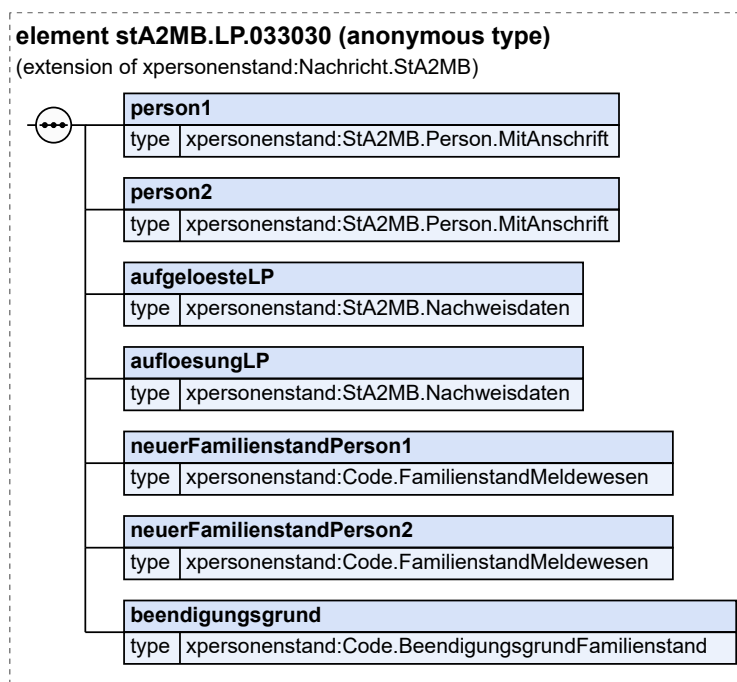 element stA2MB.LP.033030 (anonymous type)
(extension of xpersonenstand:Nachricht.StA2MB)
person1
type xpersonenstand:StA2MB.Person.MitAnschrift
person2
type xpersonenstand:StA2MB.Person.MitAnschrift
aufgeloesteLP
type xpersonenstand:StA2MB.Nachweisdaten
aufloesungLP
type xpersonenstand:StA2MB.Nachweisdaten
neuerFamilienstandPerson1
type xpersonenstand:Code.FamilienstandMeldewesen
neuerFamilienstandPerson2
type xpersonenstand:Code.FamilienstandMeldewesen
beendigungsgrund
type xpersonenstand:Code.BeendigungsgrundFamilienstand